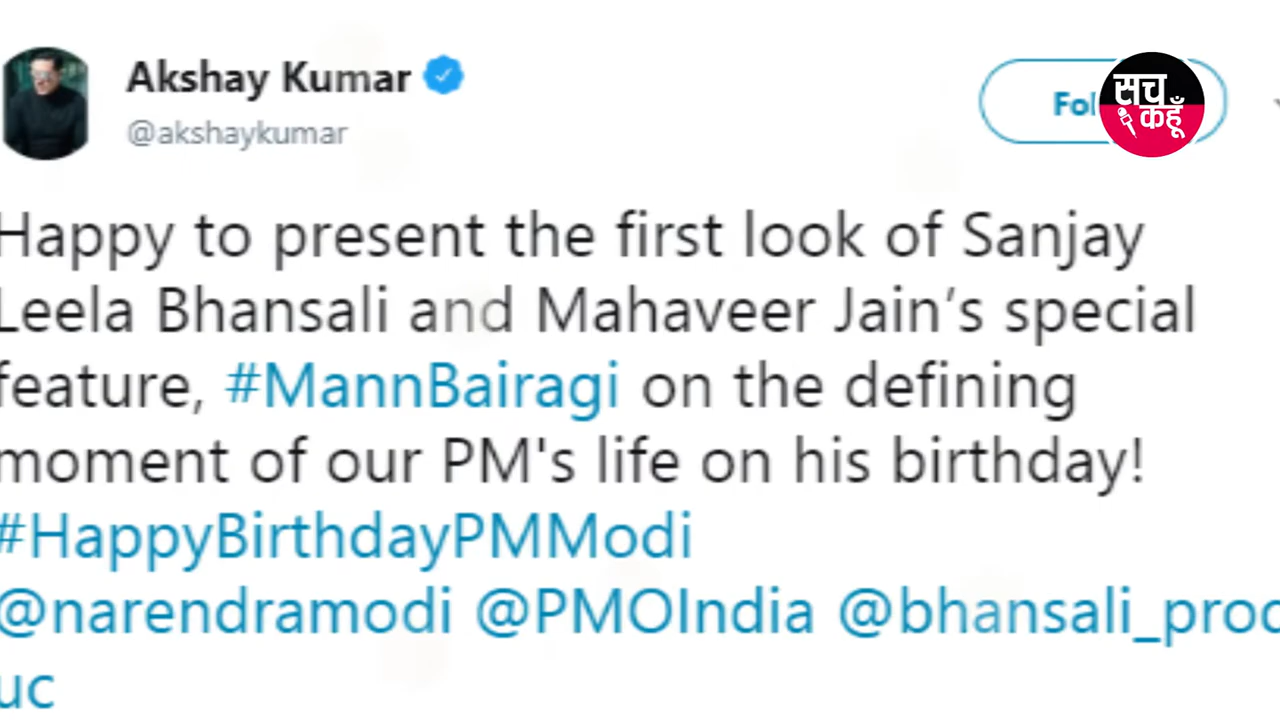 Akshay Kumar
@akshaykumar
Fol
सच
कहूँ
Happy to present the first look of Sanjay
Leela Bhansali and Mahaveer Jain’s special
feature, #MannBairagi on the defining
moment of our PM's life on his birthday!
#HappyBirthdayPMModi
@narendramodi @PMOIndia @bhansali_proc
uc